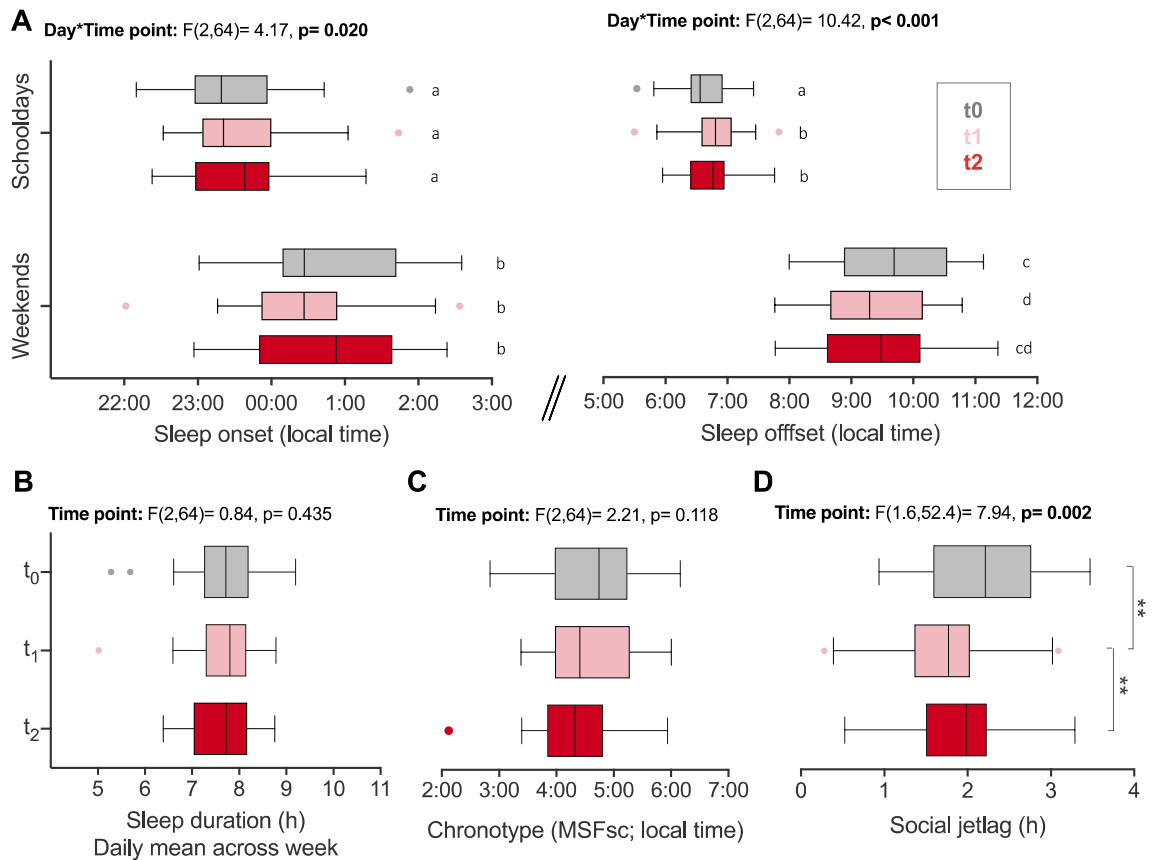 A
Day*Time point: F(2,64)= 4.17, p= 0.020
Day*Time point: F(2,64)= 10.42, p< 0.001
Schooldays
a
a
a
a
b
b
t0
t1
t2
Weekends
b
b
b
c
d
cd
22:00 23:00 00:00 1:00 2:00 3:00
Sleep onset (local time)
//
5:00 6:00 7:00 8:00 9:00 10:00 11:00 12:00
Sleep offfset (local time)
B
Time point: F(2,64)= 0.84, p= 0.435
t0
t1
t2
5 6 7 8 9 10 11
Sleep duration (h)
Daily mean across week
C
Time point: F(2,64)= 2.21, p= 0.118
2:00 3:00 4:00 5:00 6:00 7:00
Chronotype (MSFsc; local time)
D
Time point: F(1.6,52.4)= 7.94, p= 0.002
**
**
0 1 2 3 4
Social jetlag (h)